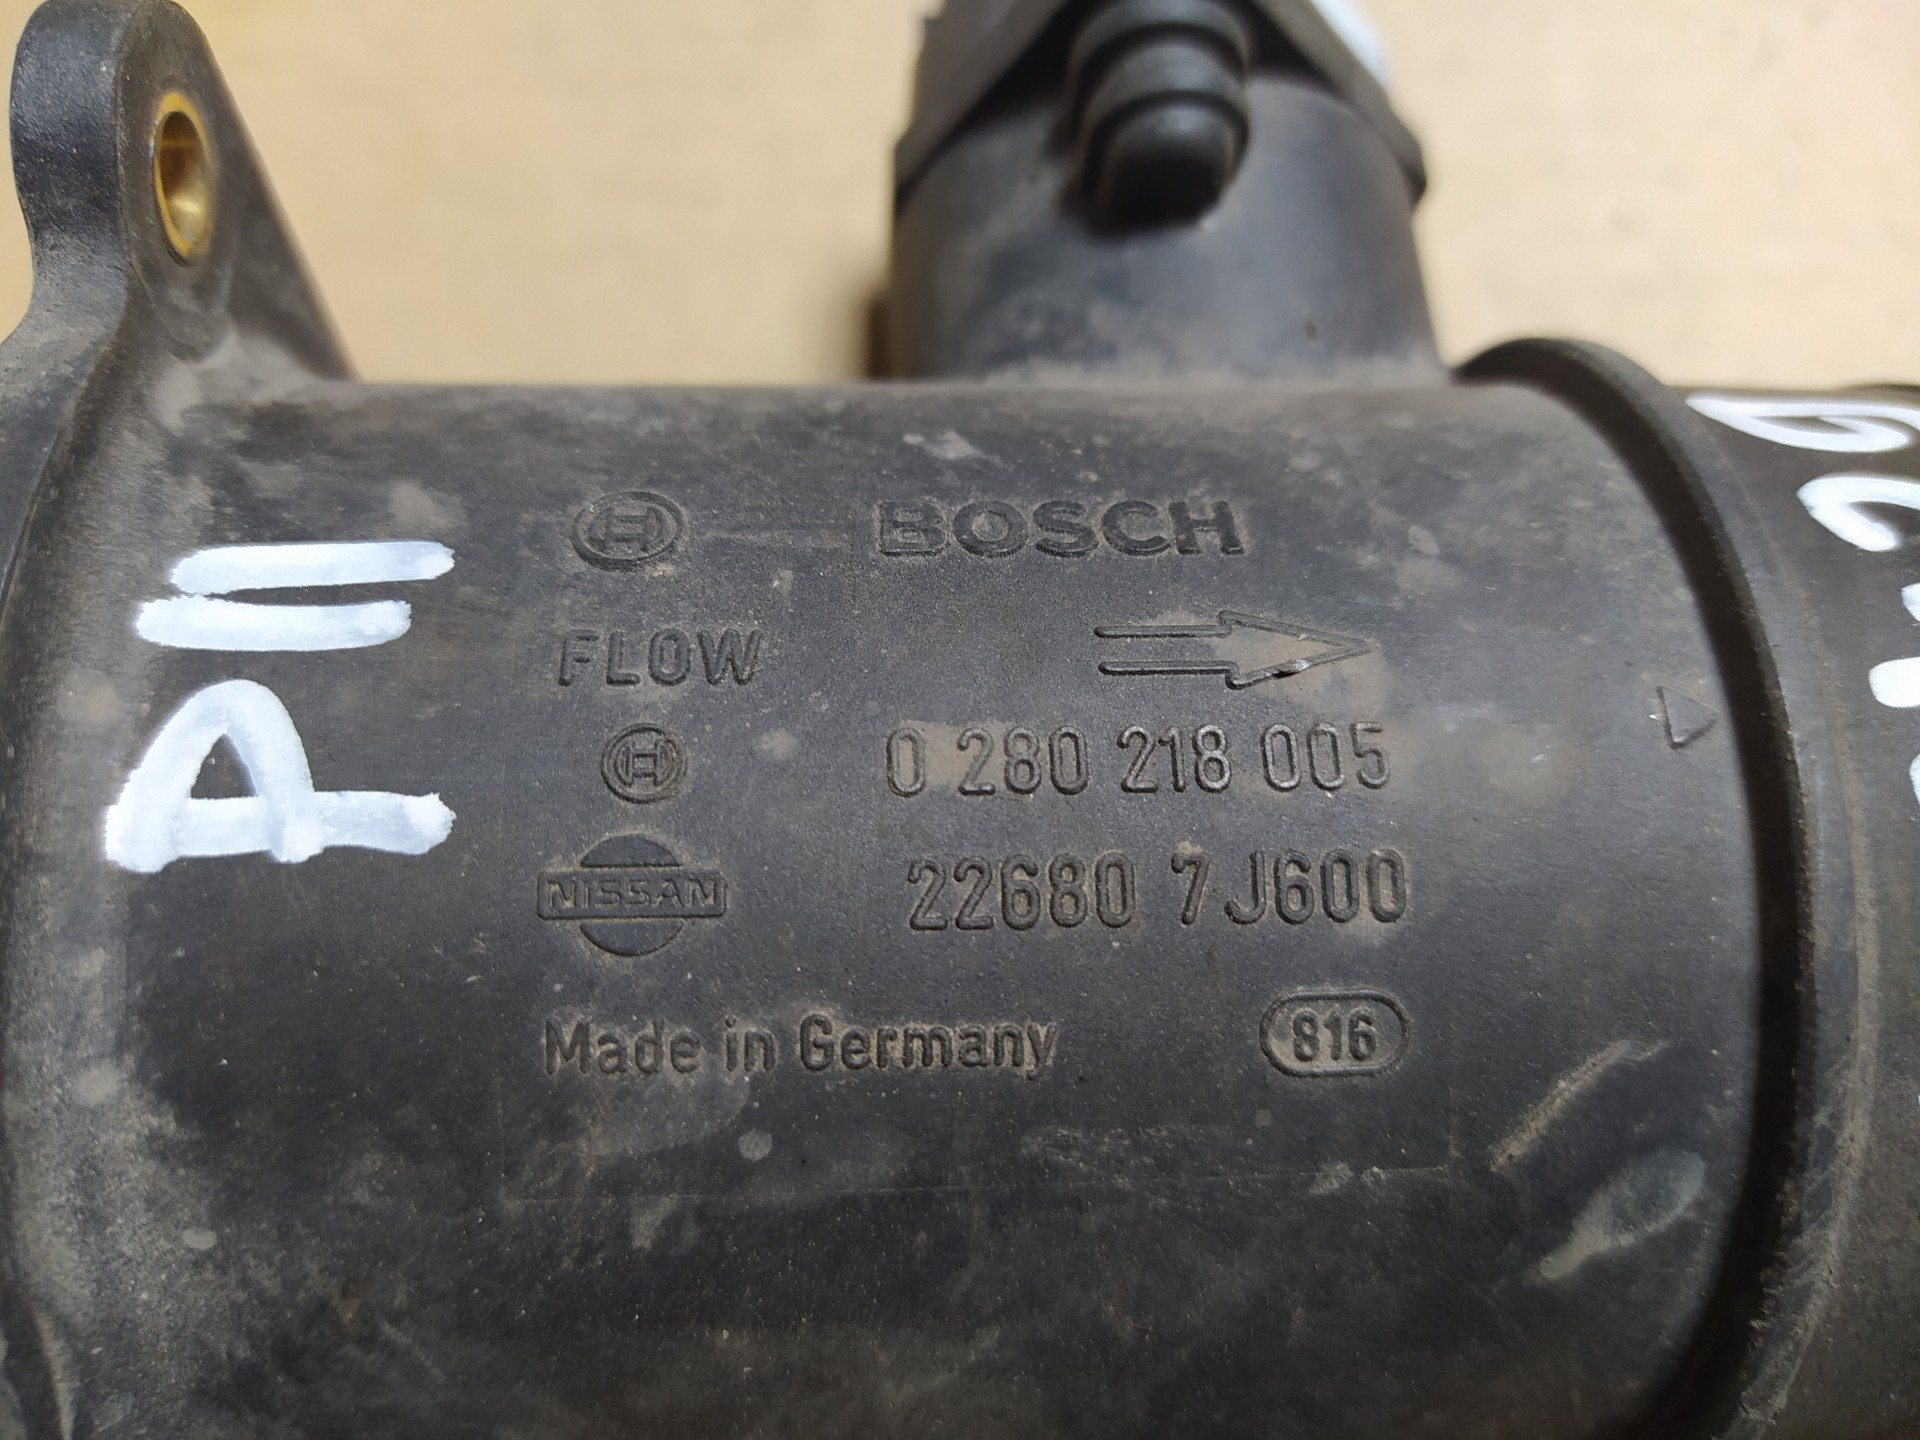 BOSCH
FLOW
0 280 218 005
NISSAN 22680 7J600
Made in Germany 816
P11